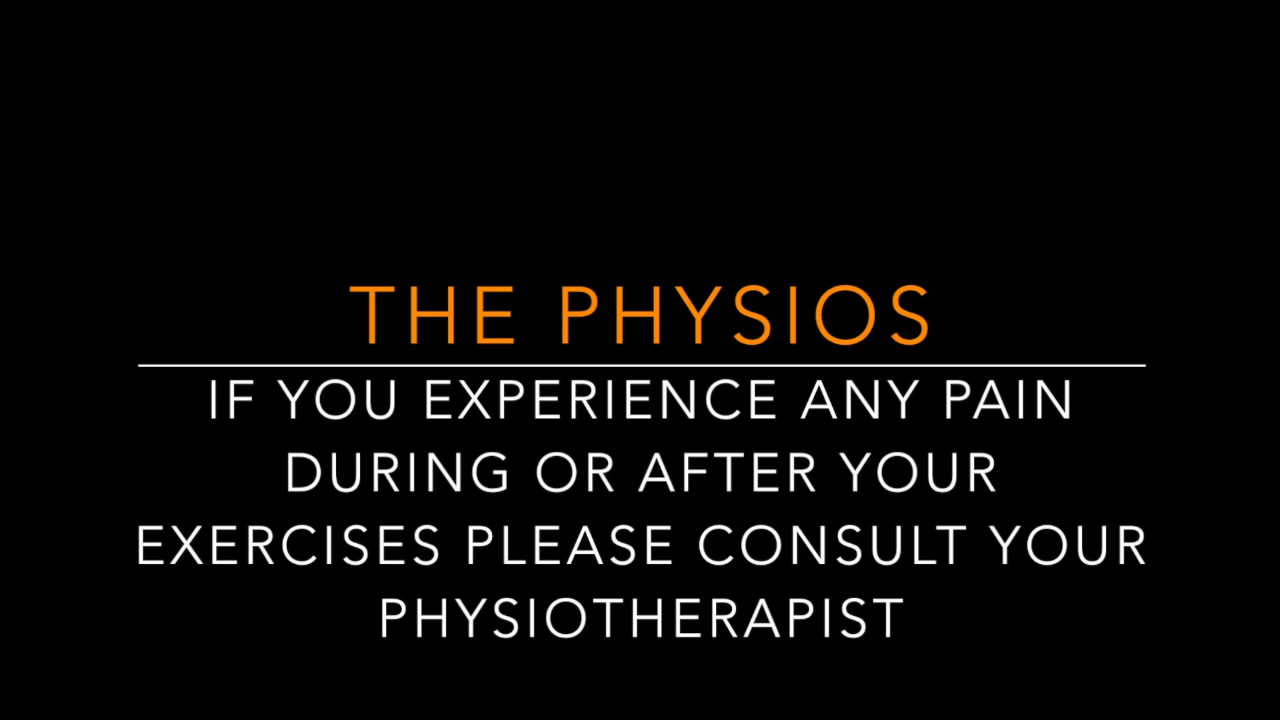 THE PHYSIOS
IF YOU EXPERIENCE ANY PAIN
DURING OR AFTER YOUR
EXERCISES PLEASE CONSULT YOUR
PHYSIOTHERAPIST